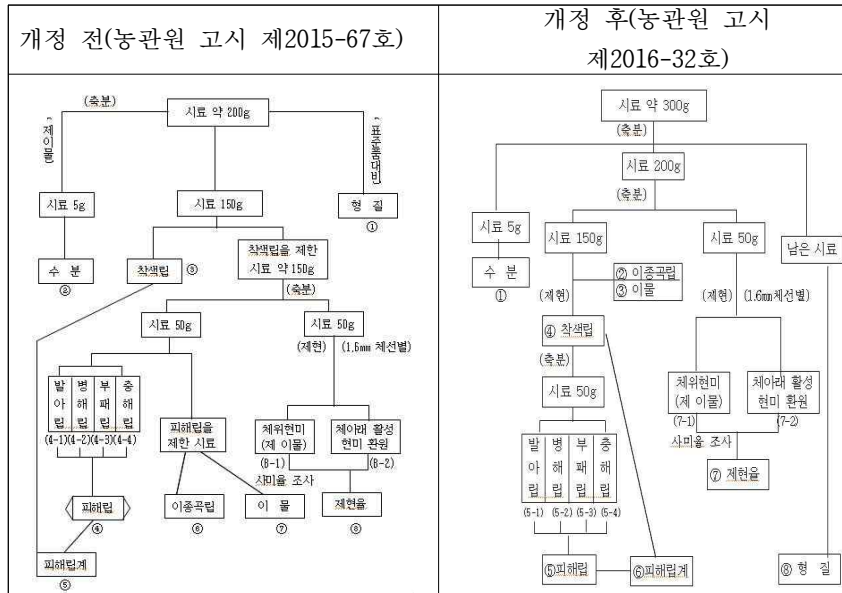 개정 전(농관원 고시 제2015-67호)
(축분)
시료 약 200g
(제이물)
(표준품대비)
시료 5g
시료 150g
형 질
①
수 분
②
착색립
③
착색립을 제한
시료 약 150g
(축분)
시료 50g
시료 50g
(제현)
(1.6mm 체선별)
발아립
병해립
부패립
충해립
(4-1)(4-2)(4-3)(4-4)
피해립을
제한 시료
체위현미
(제 이물)
(8-1)
체아래 활성
현미 환원
(8-2)
사미율 조사
피해립
④
이종곡립
⑥
이 물
⑦
제현율
⑧
피해립계
⑤
개정 후(농관원 고시
제2016-32호)
시료 약 300g
(축분)
시료 200g
(축분)
시료 5g
시료 150g
시료 50g
남은 시료
수 분
①
② 이종곡립
③ 이물
(제현)
(제현)
(1.6mm체선별)
④ 착색립
(축분)
시료 50g
체위현미
(제 이물)
(7-1)
체아래 활성
현미 환원
(7-2)
사미율 조사
⑦ 제현율
발아립
병해립
부패립
충해립
(5-1)
(5-2)
(5-3)
(5-4)
⑤피해립
⑥피해립계
⑧ 형 질